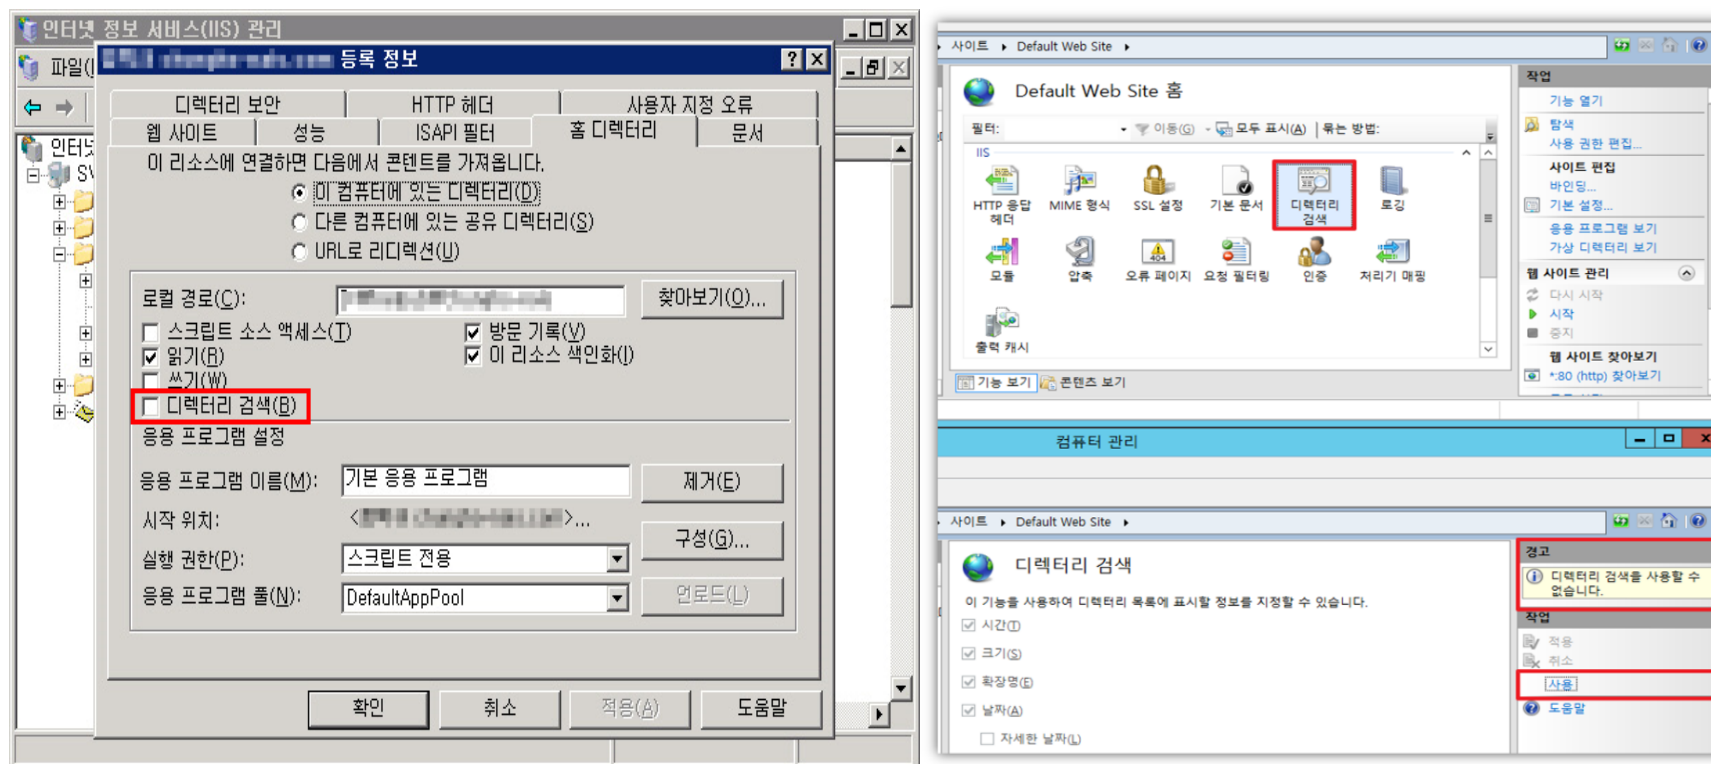 인터넷 정보 서비스(IIS) 관리
파일(
등록 정보
디렉터리 보안
HTTP 헤더
사용자 지정 오류
웹 사이트
성능
ISAPI 필터
홈 디렉터리
문서
인터넷
이 리소스에 연결하면 다음에서 콘텐트를 가져옵니다.
이 컴퓨터에 있는 디렉터리(D)
다른 컴퓨터에 있는 공유 디렉터리(S)
URL로 리디렉션(U)
로컬 경로(C):
찾아보기(O)...
스크립트 소스 액세스(T)
방문 기록(V)
읽기(R)
이 리소스 색인화(I)
쓰기(W)
디렉터리 검색(B)
응용 프로그램 설정
응용 프로그램 이름(M):
기본 응용 프로그램
제거(E)
시작 위치:
<
>...
구성(G)...
실행 권한(P):
스크립트 전용
응용 프로그램 풀(N):
DefaultAppPool
언로드(L)
확인
취소
적용(A)
도움말
사이트 ▸ Default Web Site ▸
Default Web Site 홈
필터:
이동(G)
모두 표시(A)
묶는 방법:
IIS
HTTP 응답 헤더
MIME 형식
SSL 설정
기본 문서
디렉터리 검색
로깅
모듈
압축
오류 페이지
요청 필터링
인증
처리기 매핑
출력 캐시
기능 보기
콘텐츠 보기
작업
기능 열기
탐색
사용 권한 편집...
사이트 편집
바인딩...
기본 설정...
응용 프로그램 보기
가상 디렉터리 보기
웹 사이트 관리
다시 시작
시작
중지
웹 사이트 찾아보기
*:80 (http) 찾아보기
컴퓨터 관리
사이트 ▸ Default Web Site ▸
디렉터리 검색
이 기능을 사용하여 디렉터리 목록에 표시할 정보를 지정할 수 있습니다.
시간(T)
크기(S)
확장명(E)
날짜(A)
자세한 날짜(L)
경고
디렉터리 검색을 사용할 수
없습니다.
작업
적용
취소
사용
도움말